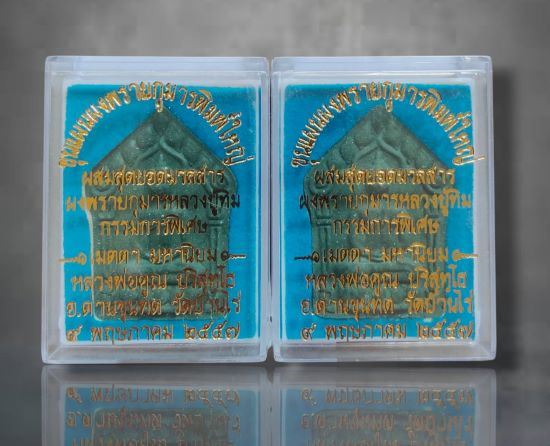 ขุนแผนผงพรายกุมารพิมพ์ใหญ่
ผสมสุดยอดมวลสาร
ผงพรายกุมารหลวงปู่ทิม
กรรมการพิเศษ
เมตตา มหานิยม
หลวงพ่อคูณ ปริสุทโธ
อ.ด่านขุนทด วัดบ้านไร่
๙ พฤษภาคม ๒๕๕๗
ขุนแผนผงพรายกุมารพิมพ์ใหญ่
ผสมสุดยอดมวลสาร
ผงพรายกุมารหลวงปู่ทิม
กรรมการพิเศษ
เมตตา มหานิยม
หลวงพ่อคูณ ปริสุทโธ
อ.ด่านขุนทด วัดบ้านไร่
๙ พฤษภาคม ๒๕๕๗